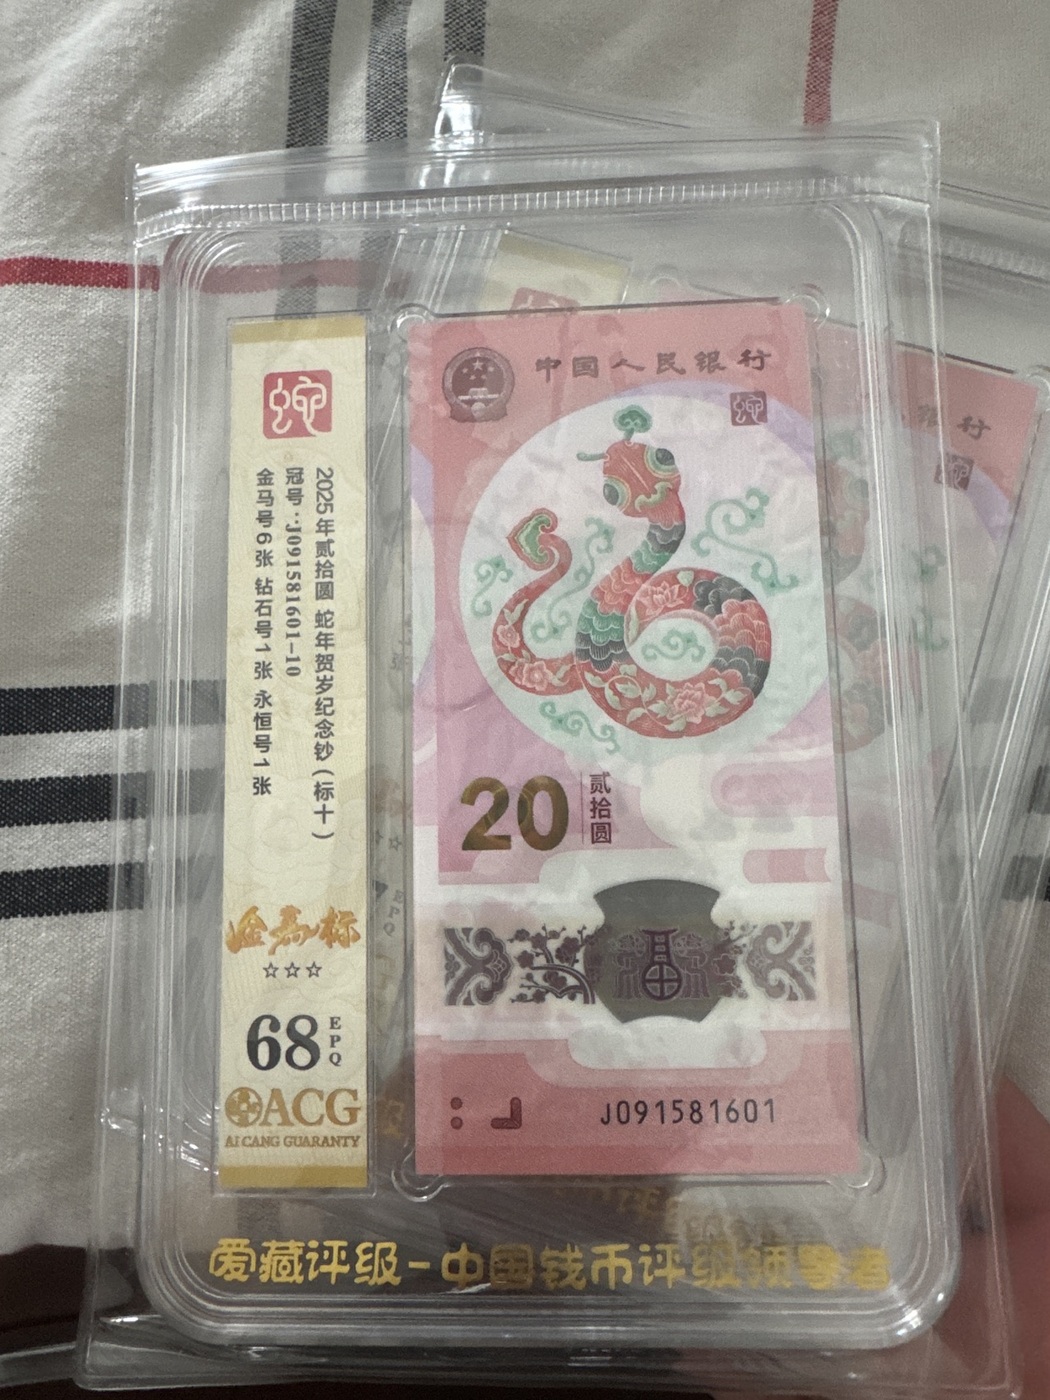 2025年贰拾圆 蛇年贺岁纪念钞(标十)
冠号:J091581601-10
金马号6张 钻石号1张 永恒号1张
金马标
☆☆☆
68
EPQ
ACG
AI CANG GUARANTY
中国人民银行
20
贰拾圆
福
J091581601
爱藏评级-中国钱币评级领导者
银行